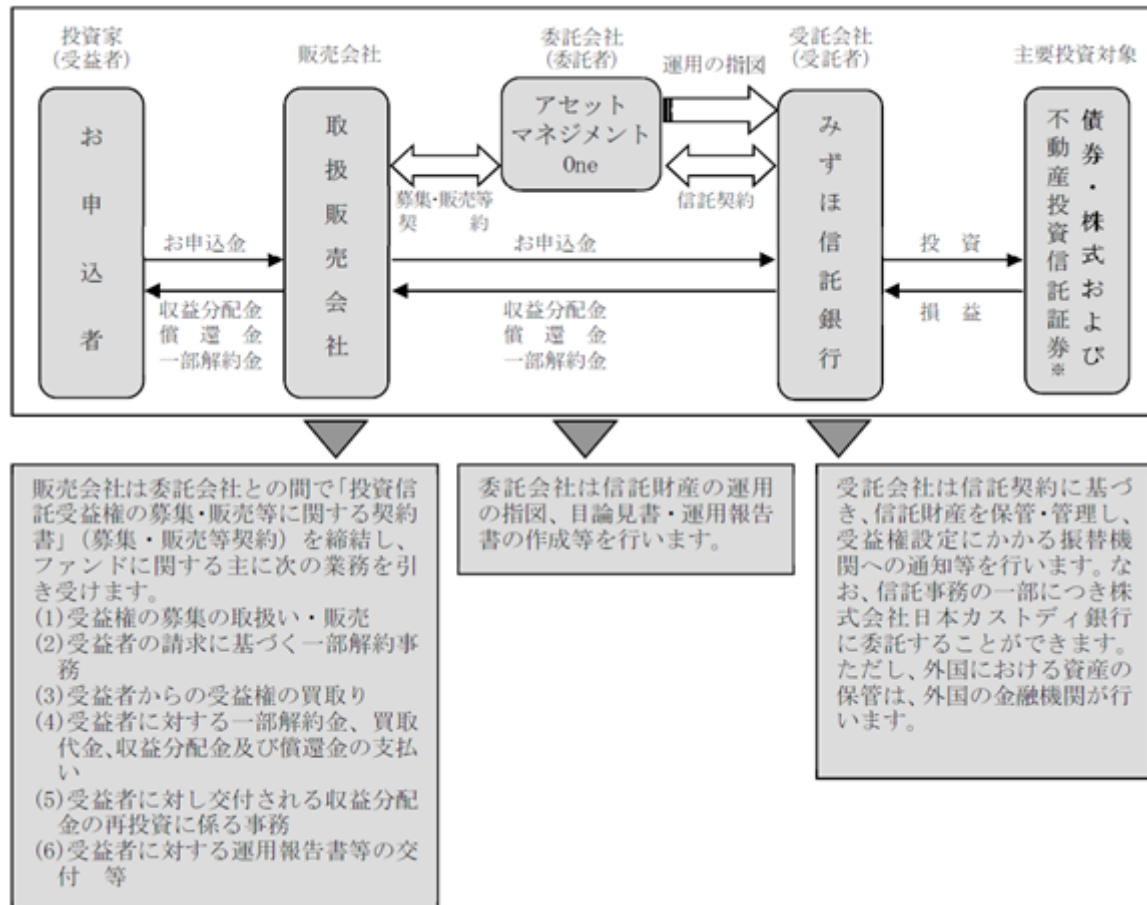 投資家
(受益者)
販売会社
委託会社
(委託者)
受託会社
(受託者)
主要投資対象
運用の指図
お申込者
取扱販売会社
アセット
マネジメント
One
みずほ信託銀行
債券・株式および
不動産投資信託証券※
募集・販売等
契 約
信託契約
お申込金
お申込金
投 資
収益分配金
償 還 金
一部解約金
収益分配金
償 還 金
一部解約金
損 益
販売会社は委託会社との間で「投資信
託受益権の募集・販売等に関する契約
書」（募集・販売等契約）を締結し、
ファンドに関する主に次の業務を引
き受けます。
(1)受益権の募集の取扱い・販売
(2)受益者の請求に基づく一部解約事
務
(3)受益者からの受益権の買取り
(4)受益者に対する一部解約金、買取
代金、収益分配金及び償還金の支払
い
(5)受益者に対し交付される収益分配
金の再投資に係る事務
(6)受益者に対する運用報告書等の交
付 等
委託会社は信託財産の運用
の指図、目論見書・運用報告
書の作成等を行います。
受託会社は信託契約に基づ
き、信託財産を保管・管理し、
受益権設定にかかる振替機
関への通知等を行います。な
お、信託事務の一部につき株
式会社日本カストディ銀行
に委託することができます。
ただし、外国における資産の
保管は、外国の金融機関が行
います。